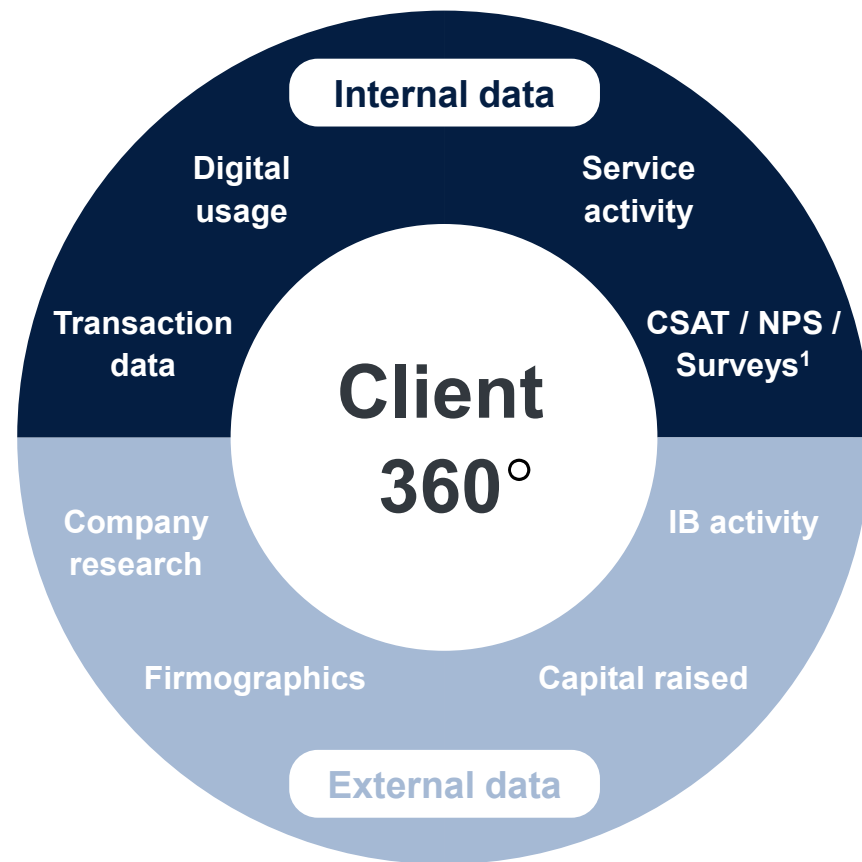 Internal data
Digital
usage
Service
activity
Transaction
data
CSAT / NPS /
Surveys¹
Client
360°
Company
research
IB activity
Firmographics
Capital raised
External data